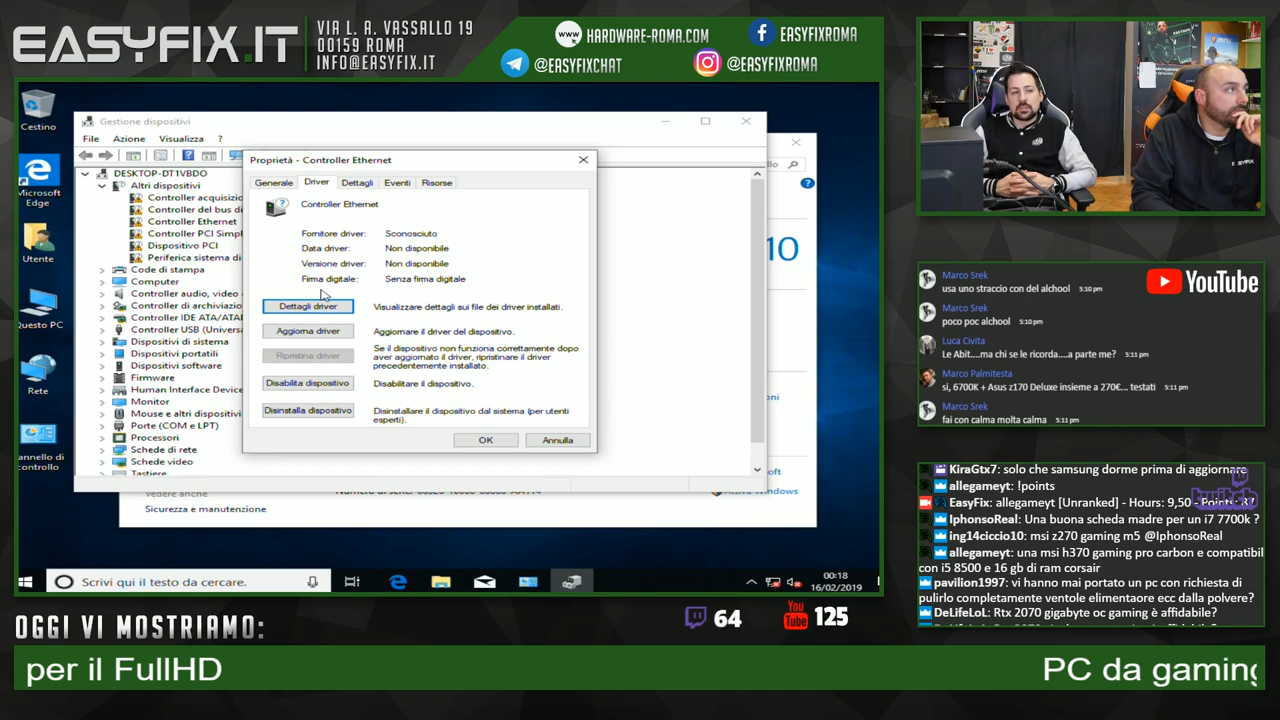 EASYFIX.IT
VIA L. A. VASSALLO 19
00159 ROMA
INFO@EASYFIX.IT
HARDWARE-ROMA.COM
EASYFIXROMA
@EASYFIXCHAT
@EASYFIXROMA
Cestino
Microsoft
Edge
Utente
Questo PC
Rete
annello di
controllo
Gestione dispositivi
File Azione Visualizza ?
DESKTOP-DT1VBDO
Altri dispositivi
Controller acquisizio
Controller del bus di
Controller Ethernet
Controller PCI Simpl
Dispositivo PCI
Periferica sistema di
Code di stampa
Computer
Controller audio, video
Controller di archiviazio
Controller IDE ATA/ATA
Controller USB (Universa
Dispositivi di sistema
Dispositivi portatili
Dispositivi software
Firmware
Human Interface Device
Monitor
Mouse e altri dispositivi
Porte (COM e LPT)
Processori
Schede di rete
Schede video
Tastiere
Proprietà - Controller Ethernet
Generale Driver Dettagli Eventi Risorse
Controller Ethernet
Fornitore driver: Sconosciuto
Data driver: Non disponibile
Versione driver: Non disponibile
Firma digitale: Senza firma digitale
Dettagli driver Visualizzare dettagli sui file dei driver installati.
Aggiorna driver Aggiornare il driver del dispositivo.
Ripristina driver
Se il dispositivo non funziona correttamente dopo
aver aggiornato il driver, ripristinare il driver
precedentemente installato.
Disabilita dispositivo Disabilitare il dispositivo.
Disinstalla dispositivo Disinstallare il dispositivo dal sistema (per utenti
esperti).
OK Annulla
10
Vedere anche
Sicurezza e manutenzione
Scrivi qui il testo da cercare.
00:18
16/02/2019
Marco Srek
usa uno straccio con del alchool 5:10 pm
Marco Srek
poco poc alchool 5:10 pm
Luca Civita
Le Abit....ma chi se le ricorda....a parte me? 5:11 pm
Marco Palmitesta
si, 6700K + Asus z170 Deluxe insieme a 270€... testati 5:11 pm
Marco Srek
fai con calma molta calma 5:11 pm
YouTube
KiraGtx7: solo che samsung dorme prima di aggiornare
allegameyt: !points
EasyFix: allegameyt [Unranked] - Hours: 9,50 - Points: 87
IphonsoReal: Una buona scheda madre per un i7 7700k ?
ing14ciccio10: msi z270 gaming m5 @IphonsoReal
allegameyt: una msi h370 gaming pro carbon e compatibil
con i5 8500 e 16 gb di ram corsair
pavilion1997: vi hanno mai portato un pc con richiesta di
pulirlo completamente ventole elimentaore ecc dalla polvere?
DeLifeLoL: Rtx 2070 gigabyte oc gaming è affidabile?
twitch
OGGI VI MOSTRIAMO:
64
You
Tube
125
per il FullHD
PC da gaming